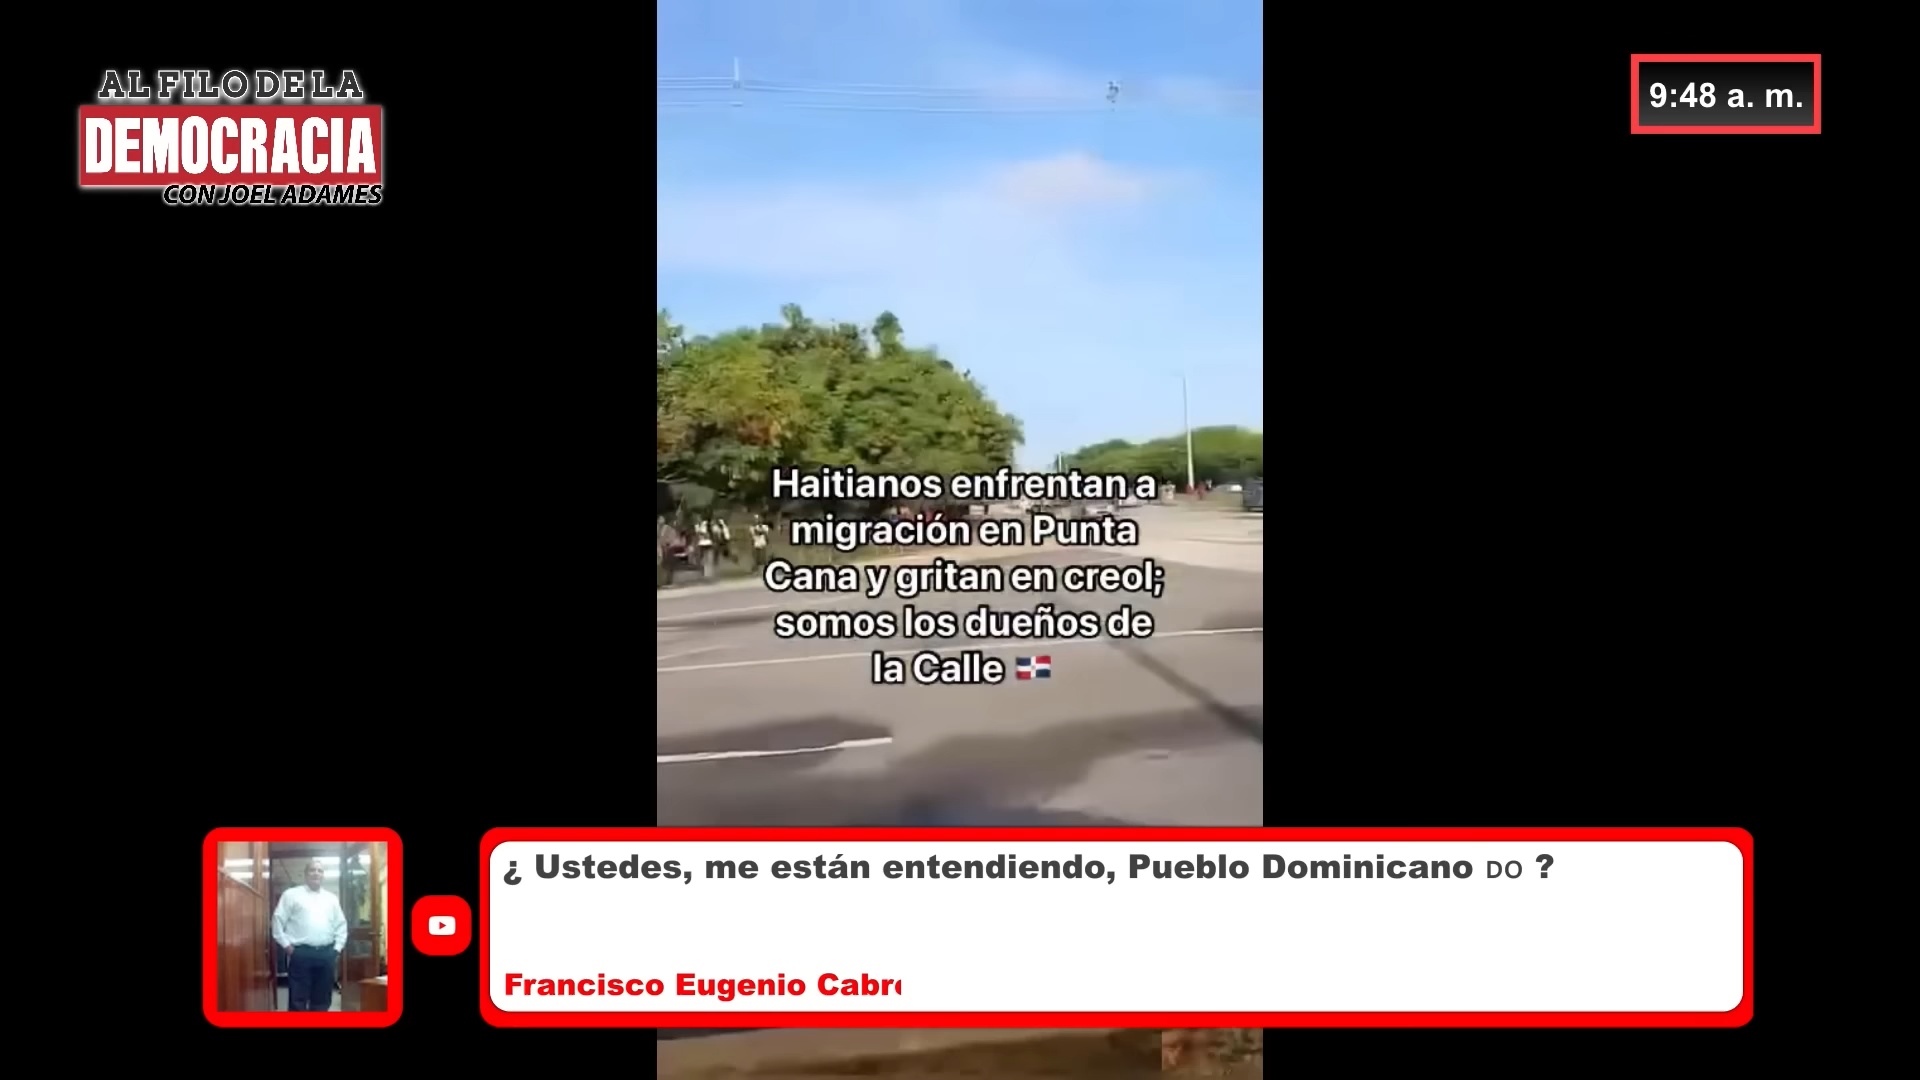 AL FILO DE LA
DEMOCRACIA
CON JOEL ADAMES
9:48 a. m.
Haitianos enfrentan a
migración en Punta
Cana y gritan en creol;
somos los dueños de
la Calle 🇩🇴
¿ Ustedes, me están entendiendo, Pueblo Dominicano DO ?
Francisco Eugenio